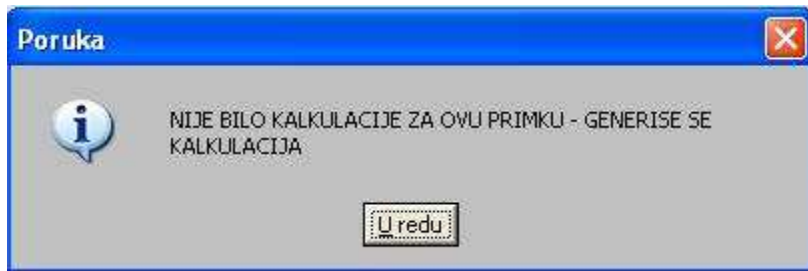 Poruka
NIJE BILO KALKULACIJE ZA OVU PRIMKU - GENERISE SE
KALKULACIJA
U redu